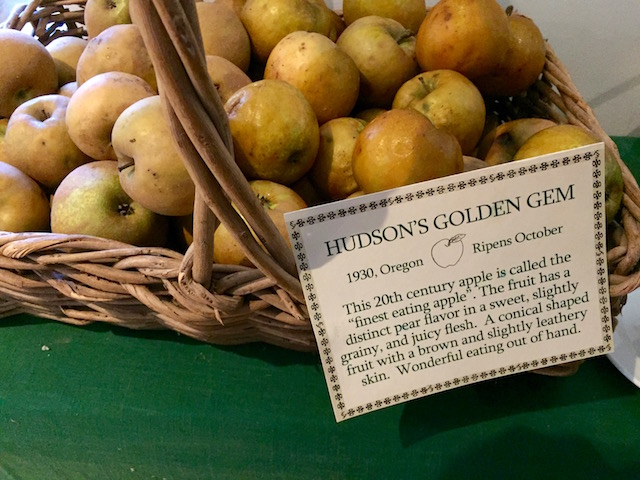 HUDSON'S GOLDEN GEM
1930, Oregon Ripens October
This 20th century apple is called the
"finest eating apple". The fruit has a
distinct pear flavor in a sweet, slightly
grainy, and juicy flesh. A conical shaped
fruit with a brown and slightly leathery
skin. Wonderful eating out of hand.